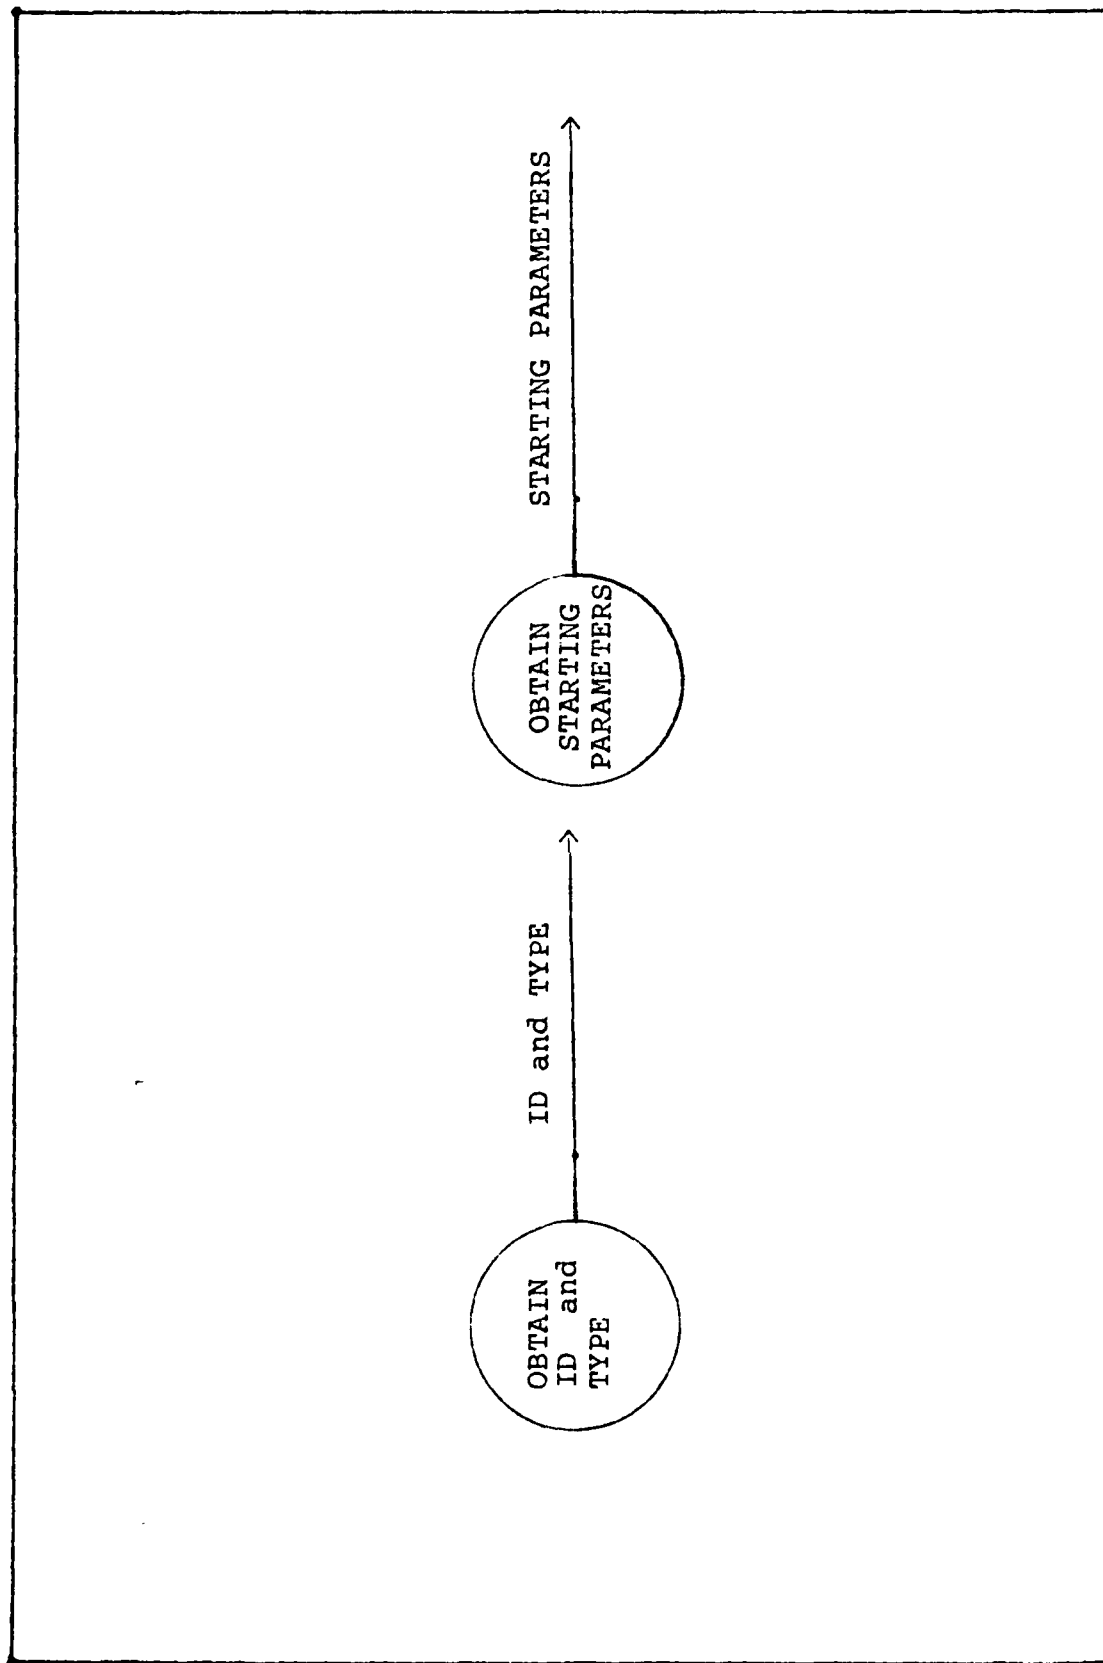 OBTAIN
ID and
TYPE
ID and TYPE
OBTAIN
STARTING
PARAMETERS
STARTING PARAMETERS